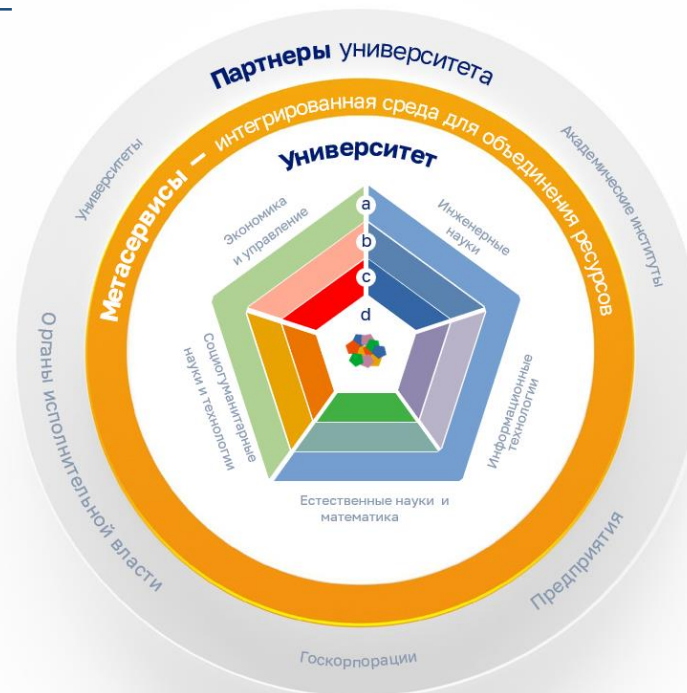 Партнеры университета
Метасервисы — интегрированная среда для объединения ресурсов
Университет
Университеты
Академические институты
Экономика
и управление
Инженерные
науки
a
b
c
d
Социогуманитарные
науки и технологии
Информационные
технологии
Естественные науки и
математика
Органы исполнительной власти
Предприятия
Госкорпорации